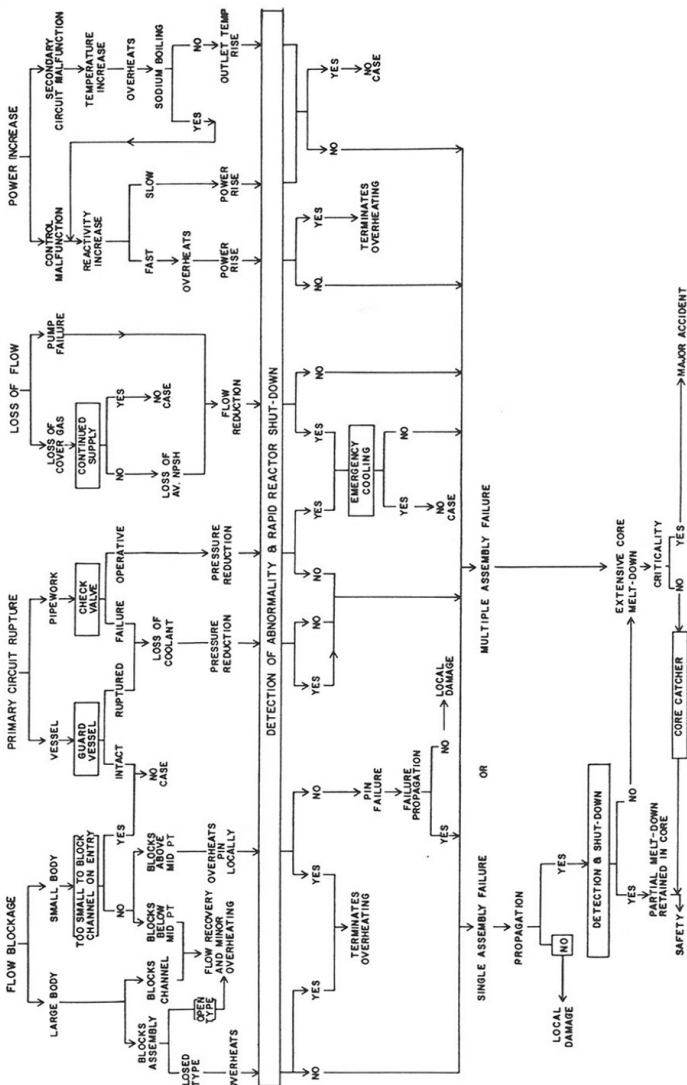 FLOW BLOCKAGE
PRIMARY CIRCUIT RUPTURE
LOSS OF FLOW
POWER INCREASE
LARGE BODY
SMALL BODY
VESSEL
PIPEWORK
LOSS OF
COVER GAS
PUMP
FAILURE
CONTROL
MALFUNCTION
SECONDARY
CIRCUIT MALFUNCTION
TOO SMALL TO BLOCK
CHANNEL ON ENTRY
GUARD
VESSEL
CHECK
VALVE
CONTINUED
SUPPLY
REACTIVITY
INCREASE
TEMPERATURE
INCREASE
BLOCKS
ASSEMBLY
BLOCKS
CHANNEL
NO
YES
INTACT
RUPTURED
FAILURE
OPERATIVE
NO
YES
FAST
SLOW
OVERHEATS
SODIUM BOILING
BLOCKS
BELOW
MID PT
BLOCKS
ABOVE
MID PT
NO
CASE
LOSS OF
COOLANT
LOSS OF
AV. NPSH
NO
CASE
OVERHEATS
YES
NO
LOSED
TYPE
OPEN
TYPE
FLOW RECOVERY
AND MINOR
OVERHEATING
OVERHEATS
PIN
LOCALLY
PRESSURE
REDUCTION
PRESSURE
REDUCTION
FLOW
REDUCTION
POWER
RISE
POWER
RISE
OUTLET TEMP
RISE
VERHEATS
DETECTION OF ABNORMALITY & RAPID REACTOR SHUT-DOWN
NO
YES
YES
NO
YES
NO
NO
YES
YES
NO
NO
YES
NO
YES
TERMINATES
OVERHEATING
PIN
FAILURE
EMERGENCY
COOLING
TERMINATES
OVERHEATING
NO
CASE
FAILURE
PROPAGATION
YES
NO
YES
NO
LOCAL
DAMAGE
NO
CASE
SINGLE ASSEMBLY FAILURE
OR
MULTIPLE ASSEMBLY FAILURE
PROPAGATION
NO
YES
LOCAL
DAMAGE
DETECTION & SHUT-DOWN
YES
NO
PARTIAL MELT-DOWN
RETAINED IN CORE
EXTENSIVE CORE
MELT-DOWN
CRITICALITY
NO
YES
SAFETY
CORE CATCHER
MAJOR ACCIDENT